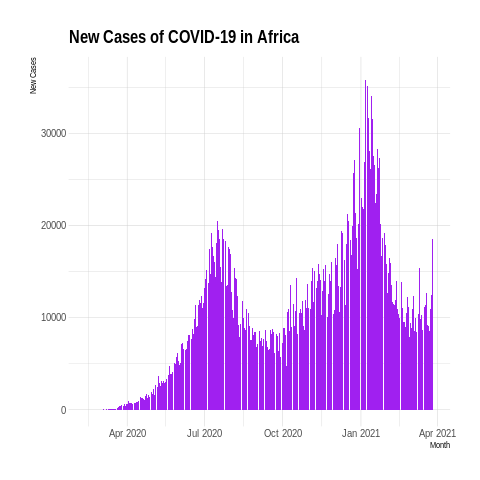 New Cases of COVID-19 in Africa
New Cases
30000
20000
10000
0
Apr 2020 Jul 2020 Oct 2020 Jan 2021 Apr 2021
Month